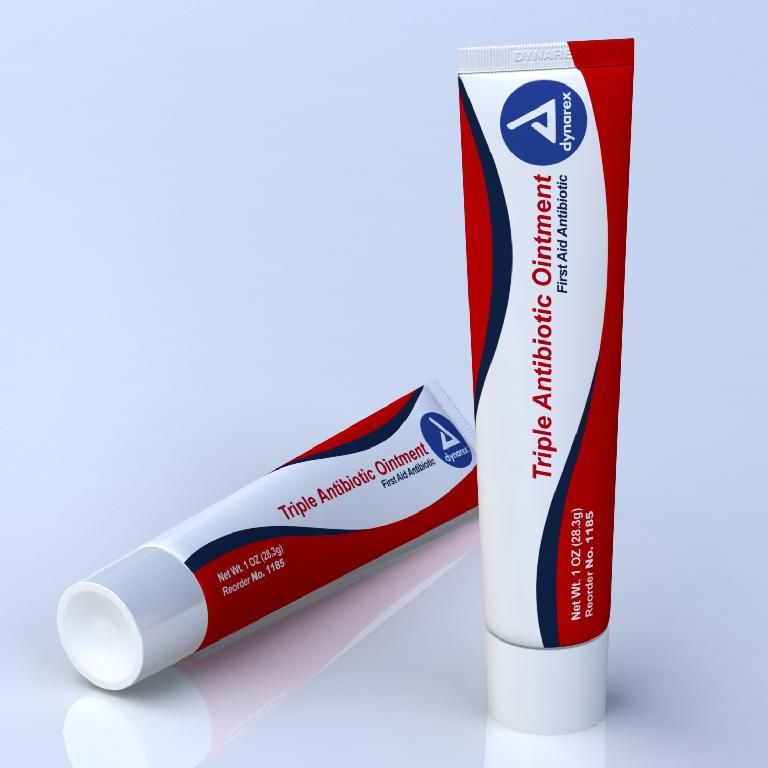 DYNARE
dynarex
Triple Antibiotic Ointment
First Aid Antibiotic
Net Wt. 1 OZ (28.3g)
Reorder No. 1185
dynarex
Triple Antibiotic Ointment
First Aid Antibiotic
Net Wt. 1 OZ (28.3g)
Reorder No. 1185